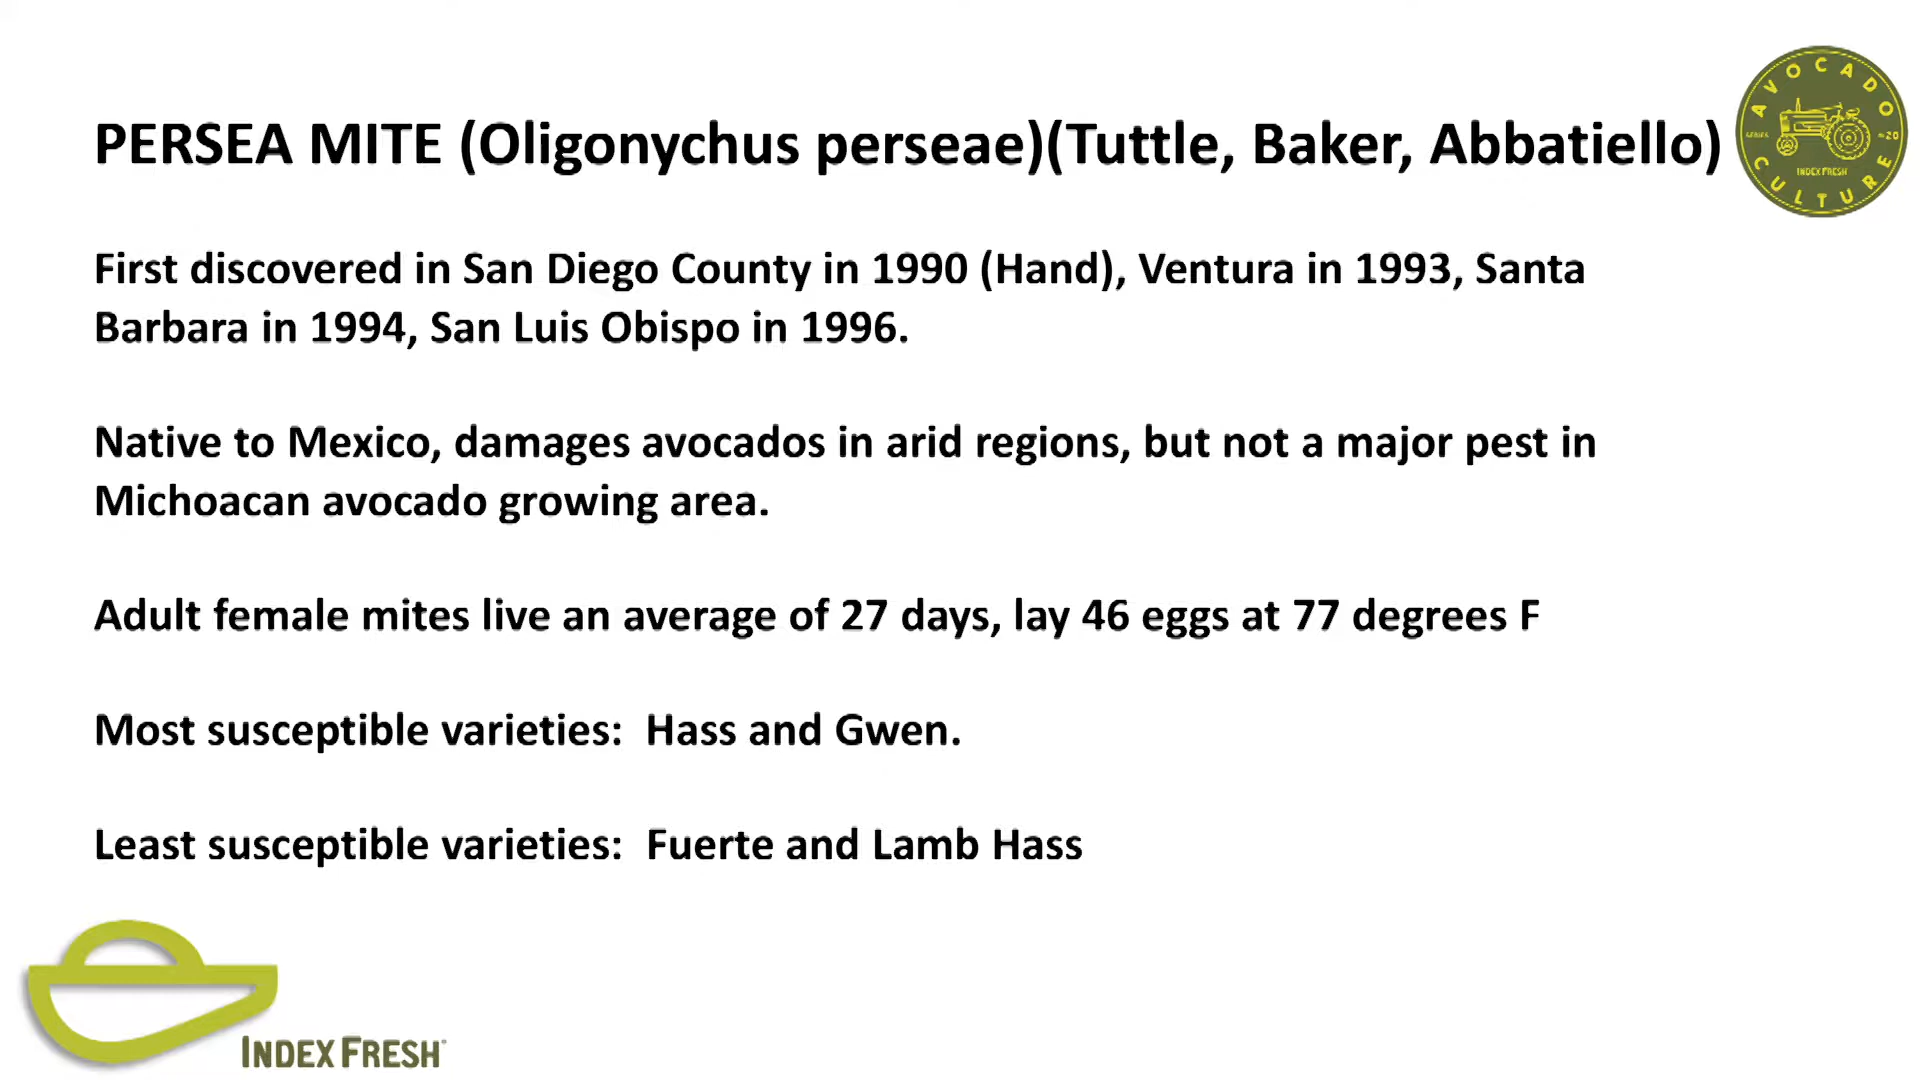 PERSEA MITE (Oligonychus perseae)(Tuttle, Baker, Abbatiello)
AVOCADO
SERIES
№20
INDEX FRESH
CULTURE
First discovered in San Diego County in 1990 (Hand), Ventura in 1993, Santa
Barbara in 1994, San Luis Obispo in 1996.
Native to Mexico, damages avocados in arid regions, but not a major pest in
Michoacan avocado growing area.
Adult female mites live an average of 27 days, lay 46 eggs at 77 degrees F
Most susceptible varieties:  Hass and Gwen.
Least susceptible varieties:  Fuerte and Lamb Hass
INDEX FRESH